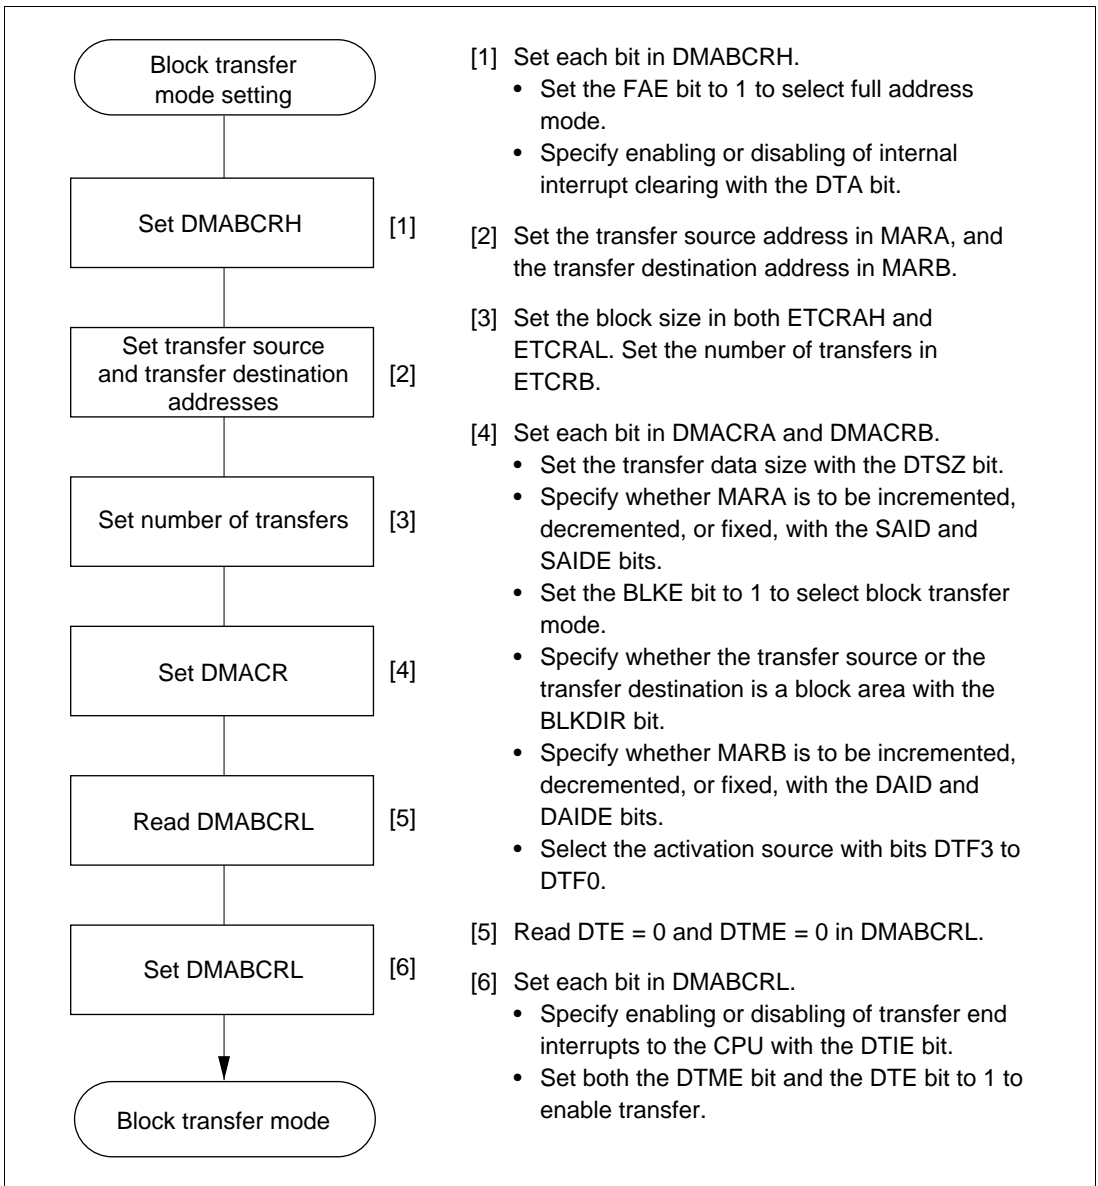 Block transfer
mode setting
Set DMABCRH
[1]
Set transfer source
and transfer destination
addresses
[2]
Set number of transfers
[3]
Set DMACR
[4]
Read DMABCRL
[5]
Set DMABCRL
[6]
Block transfer mode
[1] Set each bit in DMABCRH.
• Set the FAE bit to 1 to select full address
mode.
• Specify enabling or disabling of internal
interrupt clearing with the DTA bit.
[2] Set the transfer source address in MARA, and
the transfer destination address in MARB.
[3] Set the block size in both ETCRAH and
ETCRAL. Set the number of transfers in
ETCRB.
[4] Set each bit in DMACRA and DMACRB.
• Set the transfer data size with the DTSZ bit.
• Specify whether MARA is to be incremented,
decremented, or fixed, with the SAID and
SAIDE bits.
• Set the BLKE bit to 1 to select block transfer
mode.
• Specify whether the transfer source or the
transfer destination is a block area with the
BLKDIR bit.
• Specify whether MARB is to be incremented,
decremented, or fixed, with the DAID and
DAIDE bits.
• Select the activation source with bits DTF3 to
DTF0.
[5] Read DTE = 0 and DTME = 0 in DMABCRL.
[6] Set each bit in DMABCRL.
• Specify enabling or disabling of transfer end
interrupts to the CPU with the DTIE bit.
• Set both the DTME bit and the DTE bit to 1 to
enable transfer.